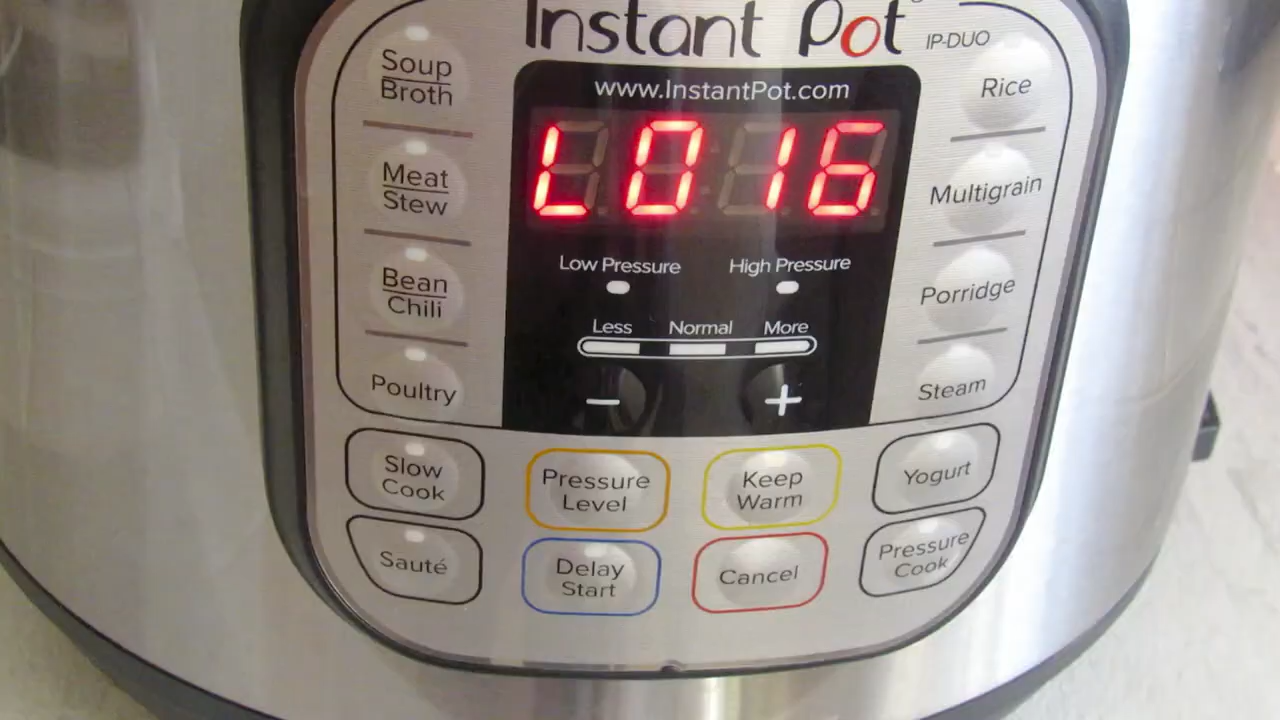 Instant Pot
IP-DUO
www.InstantPot.com
L0 16
Low Pressure
High Pressure
Less
Normal
More
−
+
Soup
Broth
Meat
Stew
Bean
Chili
Poultry
Rice
Multigrain
Porridge
Steam
Slow
Cook
Pressure
Level
Keep
Warm
Yogurt
Sauté
Delay
Start
Cancel
Pressure
Cook